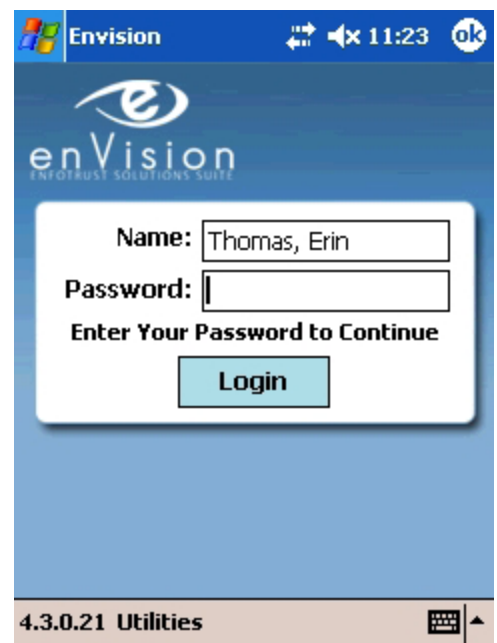 Envision 11:23 ok
e
enVision
ENFOTRUST SOLUTIONS SUITE
Name: Thomas, Erin
Password:
Enter Your Password to Continue
Login
4.3.0.21 Utilities